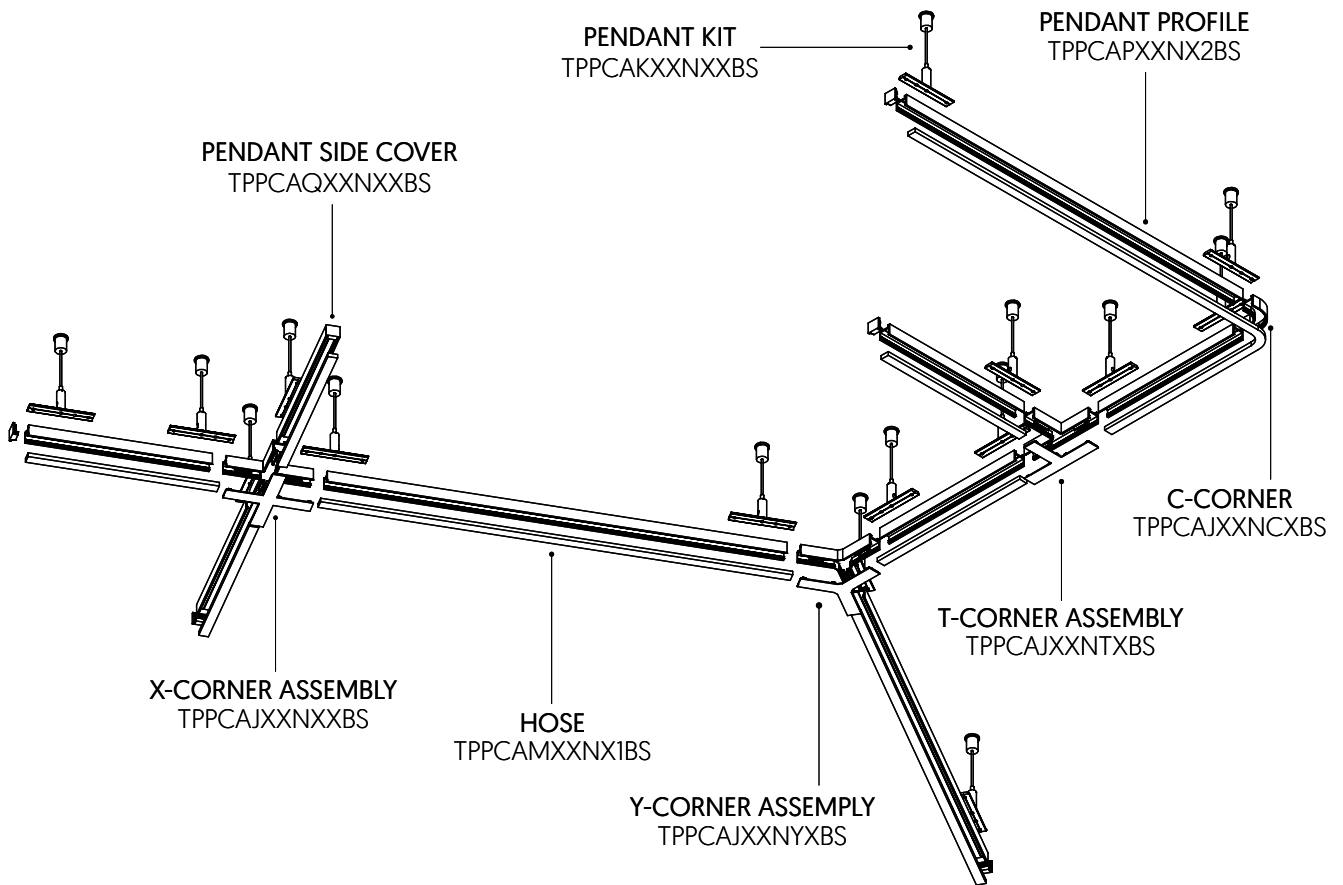 PENDANT KIT
TPPCAKXXNXXBS
PENDANT PROFILE
TPPCAPXXNX2BS
PENDANT SIDE COVER
TPPCAQXXNXXBS
C-CORNER
TPPCAJXXNCXBS
T-CORNER ASSEMBLY
TPPCAJXXNTXBS
X-CORNER ASSEMBLY
TPPCAJXXNXXBS
HOSE
TPPCAMXXNX1BS
Y-CORNER ASSEMPLY
TPPCAJXXNYXBS